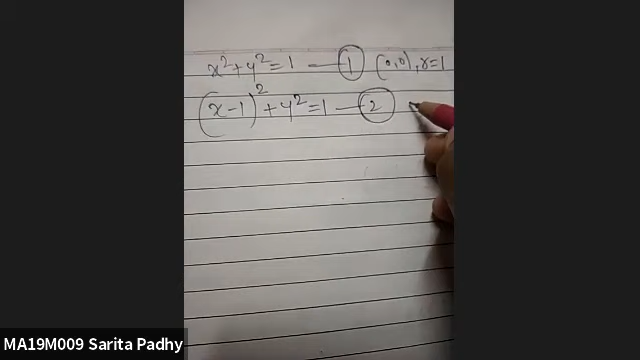 x²+y²=1 — ① (0,0), r=1
(x-1)²+y²=1 — ②
MA19M009 Sarita Padhy